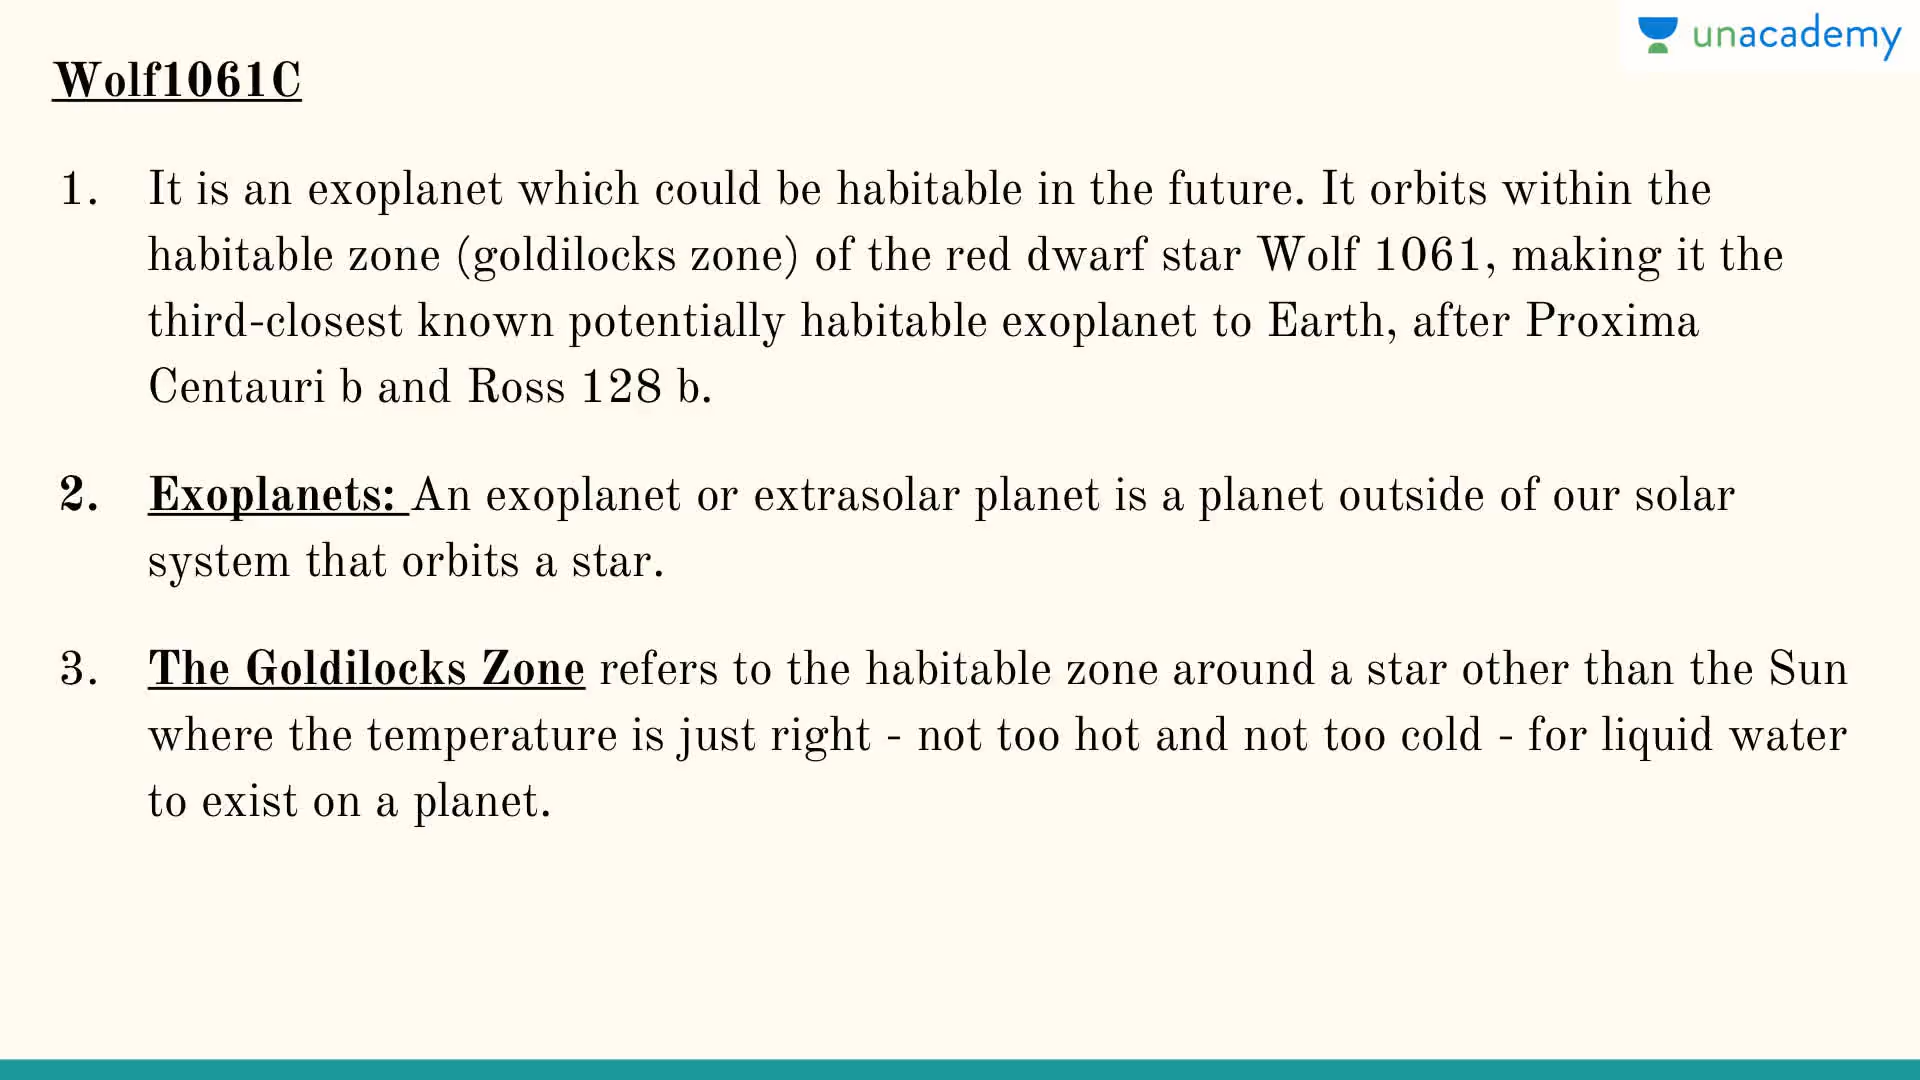 unacademy
Wolf1061C
1. It is an exoplanet which could be habitable in the future. It orbits within the
habitable zone (goldilocks zone) of the red dwarf star Wolf 1061, making it the
third-closest known potentially habitable exoplanet to Earth, after Proxima
Centauri b and Ross 128 b.
2. Exoplanets: An exoplanet or extrasolar planet is a planet outside of our solar
system that orbits a star.
3. The Goldilocks Zone refers to the habitable zone around a star other than the Sun
where the temperature is just right - not too hot and not too cold - for liquid water
to exist on a planet.